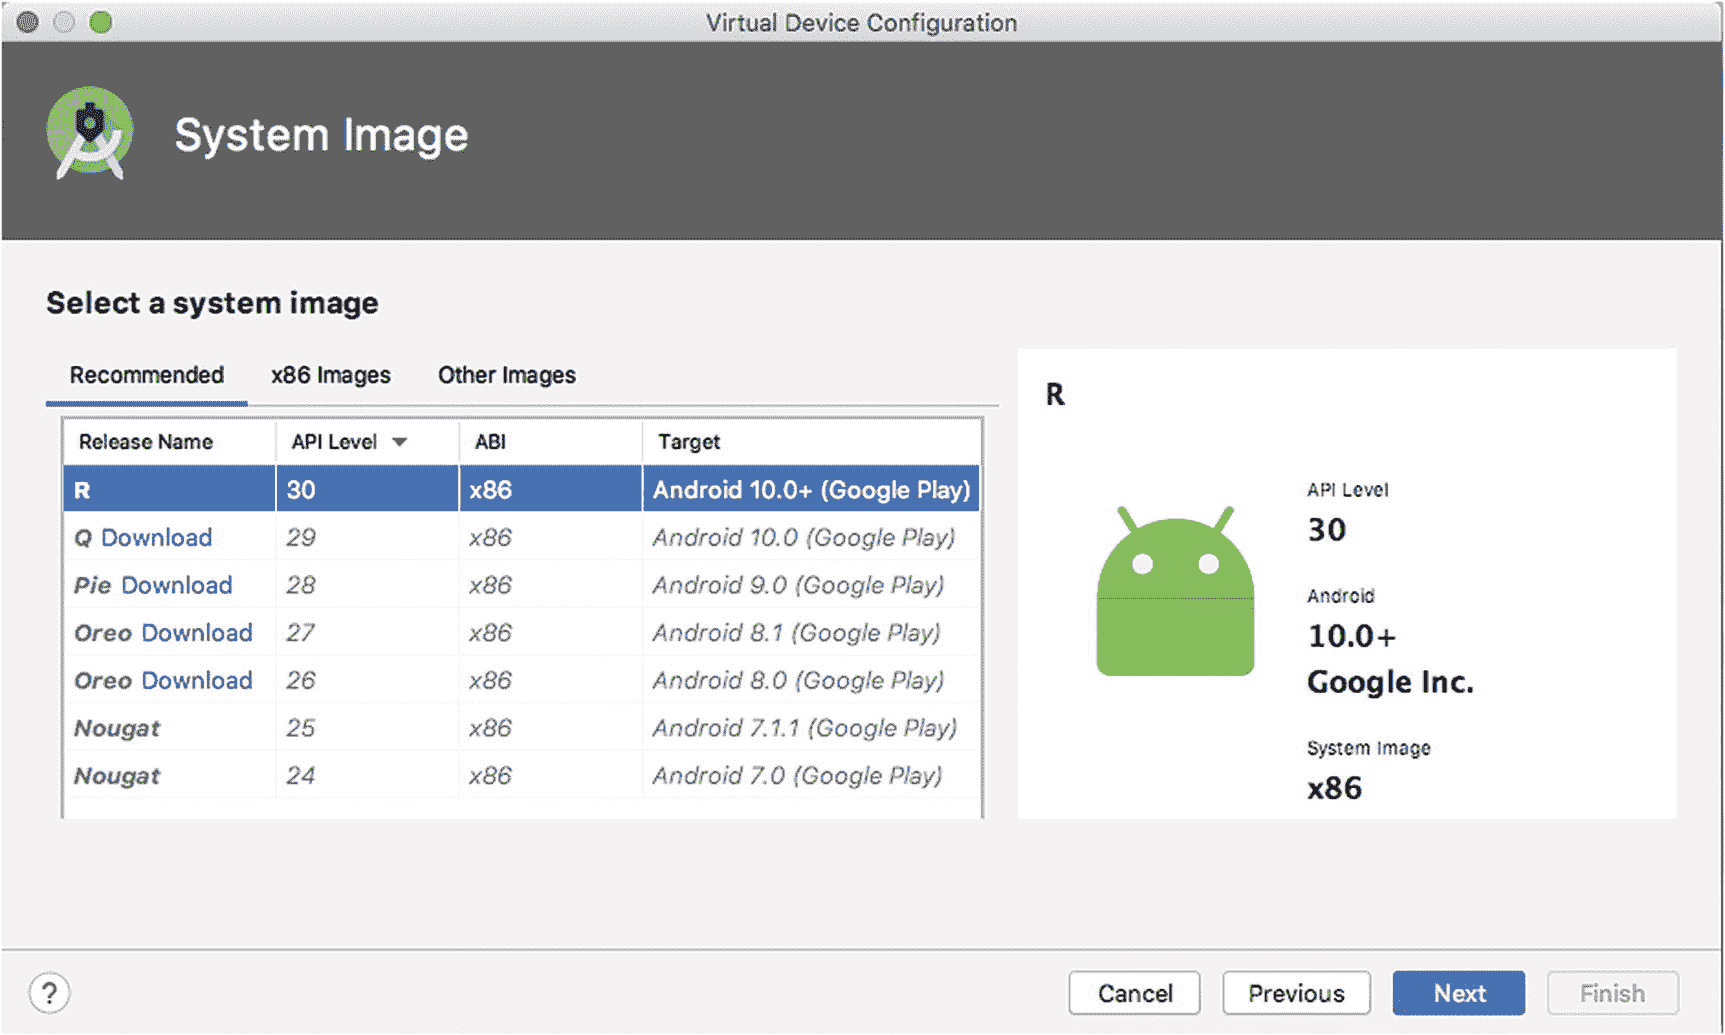 Virtual Device Configuration
System Image
Select a system image
Recommended x86 Images Other Images
Release Name API Level ABI Target
R 30 x86 Android 10.0+ (Google Play)
Q Download 29 x86 Android 10.0 (Google Play)
Pie Download 28 x86 Android 9.0 (Google Play)
Oreo Download 27 x86 Android 8.1 (Google Play)
Oreo Download 26 x86 Android 8.0 (Google Play)
Nougat 25 x86 Android 7.1.1 (Google Play)
Nougat 24 x86 Android 7.0 (Google Play)
R
API Level
30
Android
10.0+
Google Inc.
System Image
x86
? Cancel Previous Next Finish